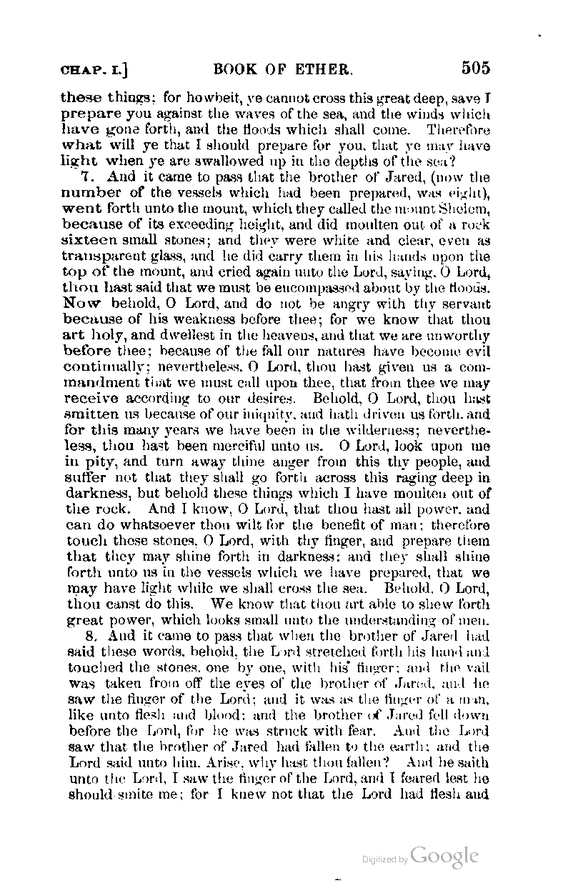 CHAP. I.] BOOK OF ETHER. 505
these things; for howbeit, ye cannot cross this great deep, save I
prepare you against the waves of the sea, and the winds which
have gone forth, and the floods which shall come. Therefore
what will ye that I should prepare for you, that ye may have
light when ye are swallowed up in the depths of the sea?
7. And it came to pass that the brother of Jared, (now the
number of the vessels which had been prepared, was eight),
went forth unto the mount, which they called the mount Shelem,
because of its exceeding height, and did moulten out of a rock
sixteen small stones; and they were white and clear, even as
transparent glass, and he did carry them in his hands upon the
top of the mount, and cried again unto the Lord, saying, O Lord,
thou hast said that we must be encompassed about by the floods.
Now behold, O Lord, and do not be angry with thy servant
because of his weakness before thee; for we know that thou
art holy, and dwellest in the heavens, and that we are unworthy
before thee; because of the fall our natures have become evil
continually; nevertheless, O Lord, thou hast given us a com-
mandment that we must call upon thee, that from thee we may
receive according to our desires. Behold, O Lord, thou hast
smitten us because of our iniquity, and hath driven us forth, and
for this many years we have been in the wilderness; neverthe-
less, thou hast been merciful unto us. O Lord, look upon me
in pity, and turn away thine anger from this thy people, and
suffer not that they shall go forth across this raging deep in
darkness, but behold these things which I have moulten out of
the rock. And I know, O Lord, that thou hast all power, and
can do whatsoever thou wilt for the benefit of man; therefore
touch these stones, O Lord, with thy finger, and prepare them
that they may shine forth in darkness; and they shall shine
forth unto us in the vessels which we have prepared, that we
may have light while we shall cross the sea. Behold, O Lord,
thou canst do this. We know that thou art able to shew forth
great power, which looks small unto the understanding of men.
8. And it came to pass that when the brother of Jared had
said these words, behold, the Lord stretched forth his hand and
touched the stones, one by one, with his finger; and the vail
was taken from off the eyes of the brother of Jared, and he
saw the finger of the Lord; and it was as the finger of a man,
like unto flesh and blood; and the brother of Jared fell down
before the Lord, for he was struck with fear. And the Lord
saw that the brother of Jared had fallen to the earth; and the
Lord said unto him, Arise, why hast thou fallen? And he saith
unto the Lord, I saw the finger of the Lord, and I feared lest he
should smite me; for I knew not that the Lord had flesh and
Digitized by Google